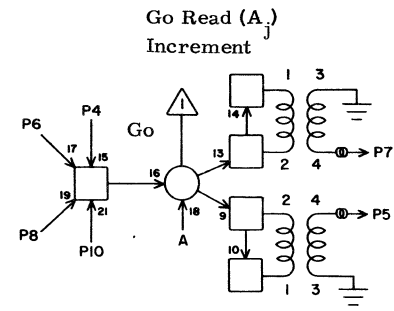 Go Read (Aj)
Increment
1 3
P6 P4 Go 1 14
17 15 16 13 2 4 P7
19 21 18 9 2 4 P5
P8 P10 A 10
1 3